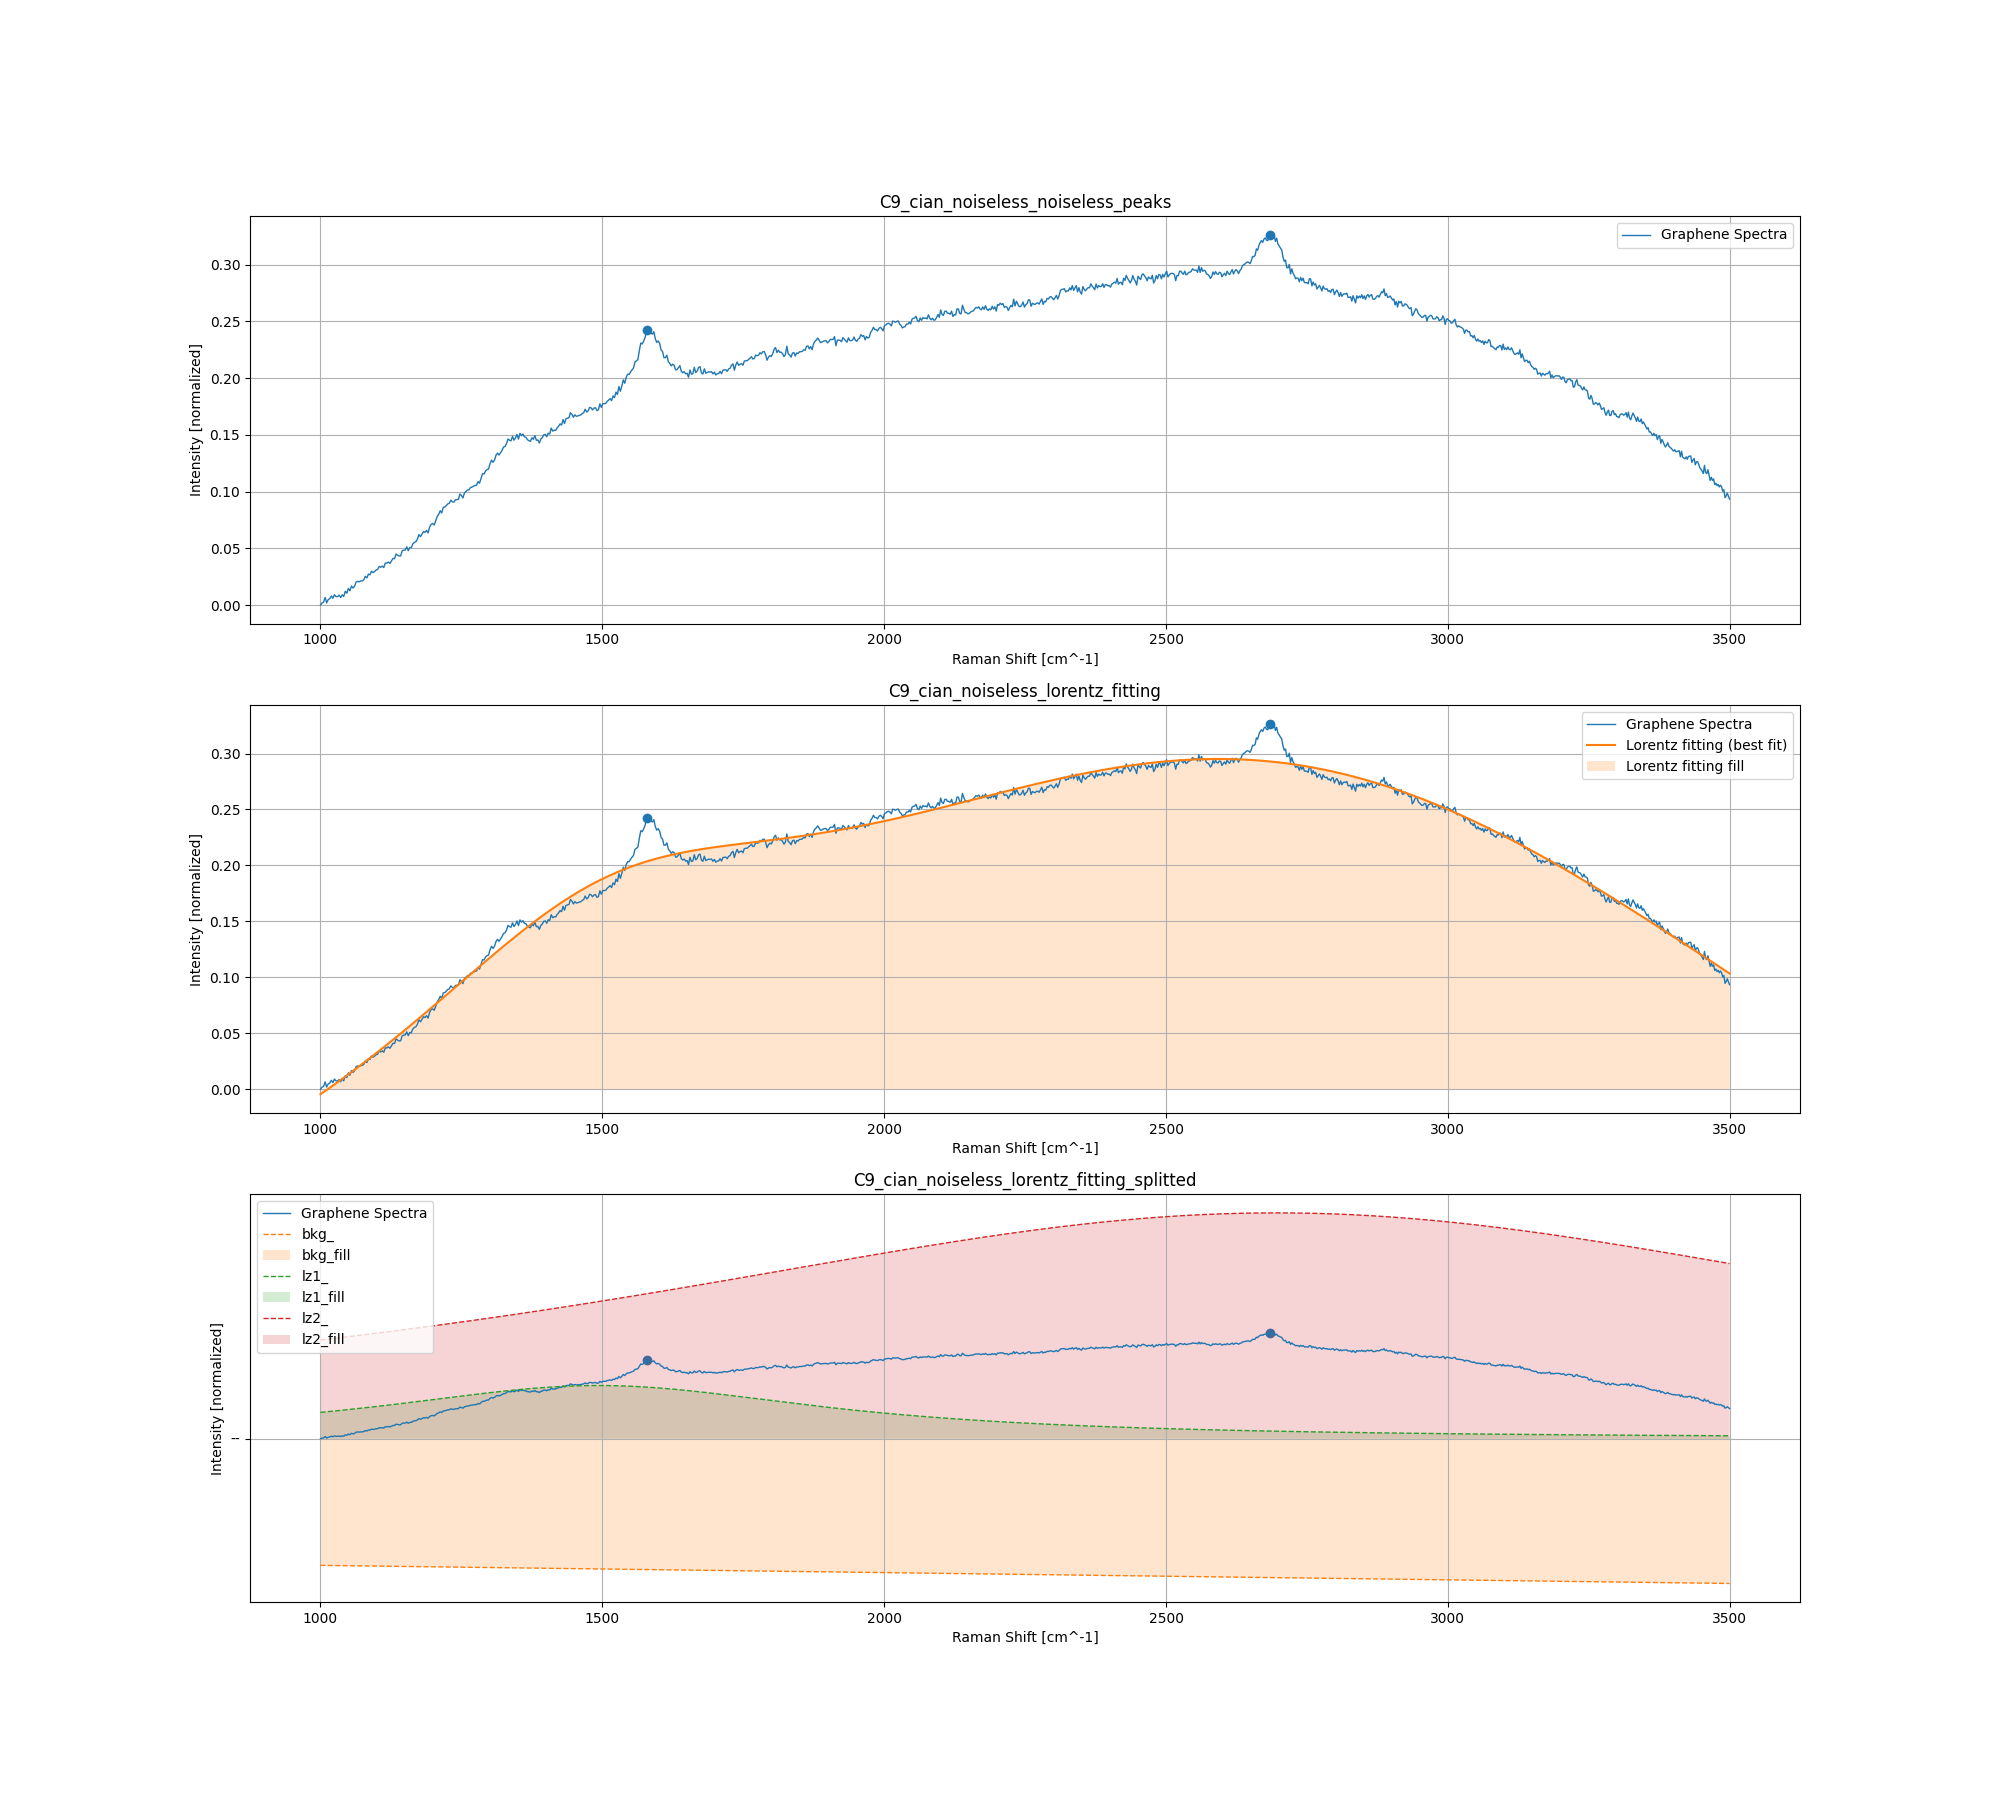 C9_cian_noiseless_noiseless_peaks
Graphene Spectra
Intensity [normalized]
0.30
0.25
0.20
0.15
0.10
0.05
0.00
1000 1500 2000 2500 3000 3500
Raman Shift [cm^-1]
C9_cian_noiseless_lorentz_fitting
Graphene Spectra
Lorentz fitting (best fit)
Lorentz fitting fill
Intensity [normalized]
0.30
0.25
0.20
0.15
0.10
0.05
0.00
1000 1500 2000 2500 3000 3500
Raman Shift [cm^-1]
C9_cian_noiseless_lorentz_fitting_splitted
Graphene Spectra
bkg_
bkg_fill
lz1_
lz1_fill
lz2_
lz2_fill
Intensity [normalized]
--
1000 1500 2000 2500 3000 3500
Raman Shift [cm^-1]